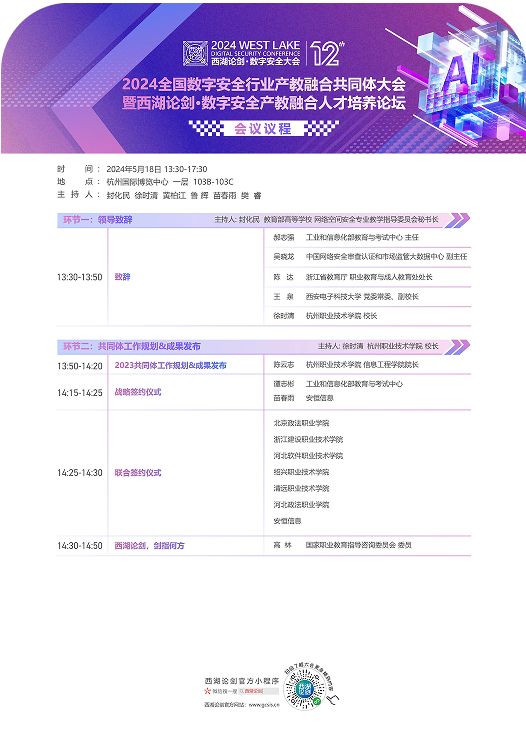 2024 WEST LAKE
DIGITAL SECURITY CONFERENCE
西湖论剑·数字安全大会
12th
2024全国数字安全行业产教融合共同体大会
暨西湖论剑·数字安全产教融合人才培养论坛
会议议程
AI
时 间 ： 2024年5月18日 13:30-17:30
地 点 ： 杭州国际博览中心 一层 103B-103C
主 持 人 ： 封化民 徐时清 黄柏江 鲁 辉 苗春雨 樊 睿
环节一：领导致辞 主持人：封化民 教育部高等学校 网络空间安全专业教学指导委员会秘书长
13:30-13:50 致辞
郝志强 工业和信息化部教育与考试中心 主任
吴晓龙 中国网络安全审查认证和市场监管大数据中心 副主任
陈 达 浙江省教育厅 职业教育与成人教育处处长
王 泉 西安电子科技大学 党委常委、副校长
徐时清 杭州职业技术学院 校长
环节二：共同体工作规划&成果发布 主持人：徐时清 杭州职业技术学院 校长
13:50-14:20 2023共同体工作规划&成果发布 陈云志 杭州职业技术学院 信息工程学院院长
14:15-14:25 战略签约仪式
谭志彬 工业和信息化部教育与考试中心
苗春雨 安恒信息
14:25-14:30 联合签约仪式
北京政法职业学院
浙江建设职业技术学院
河北软件职业技术学院
绍兴职业技术学院
清远职业技术学院
河北政法职业学院
安恒信息
14:30-14:50 西湖论剑，剑指何方 高 林 国家职业教育指导咨询委员会 委员
西湖论剑官方小程序
微信搜一搜 西湖论剑
西湖论剑官方网站：www.gcsis.cn